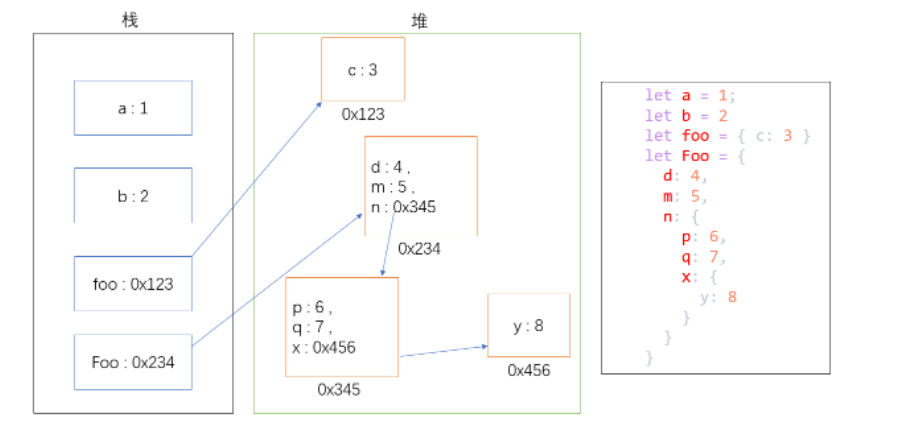 栈
a : 1
b : 2
foo : 0x123
Foo : 0x234
堆
c : 3
0x123
d : 4 ,
m : 5 ,
n : 0x345
0x234
p : 6 ,
q : 7 ,
x : 0x456
0x345
y : 8
0x456
let a = 1;
let b = 2
let foo = { c: 3 }
let Foo = {
d: 4,
m: 5,
n: {
p: 6,
q: 7,
x: {
y: 8
}
}
}